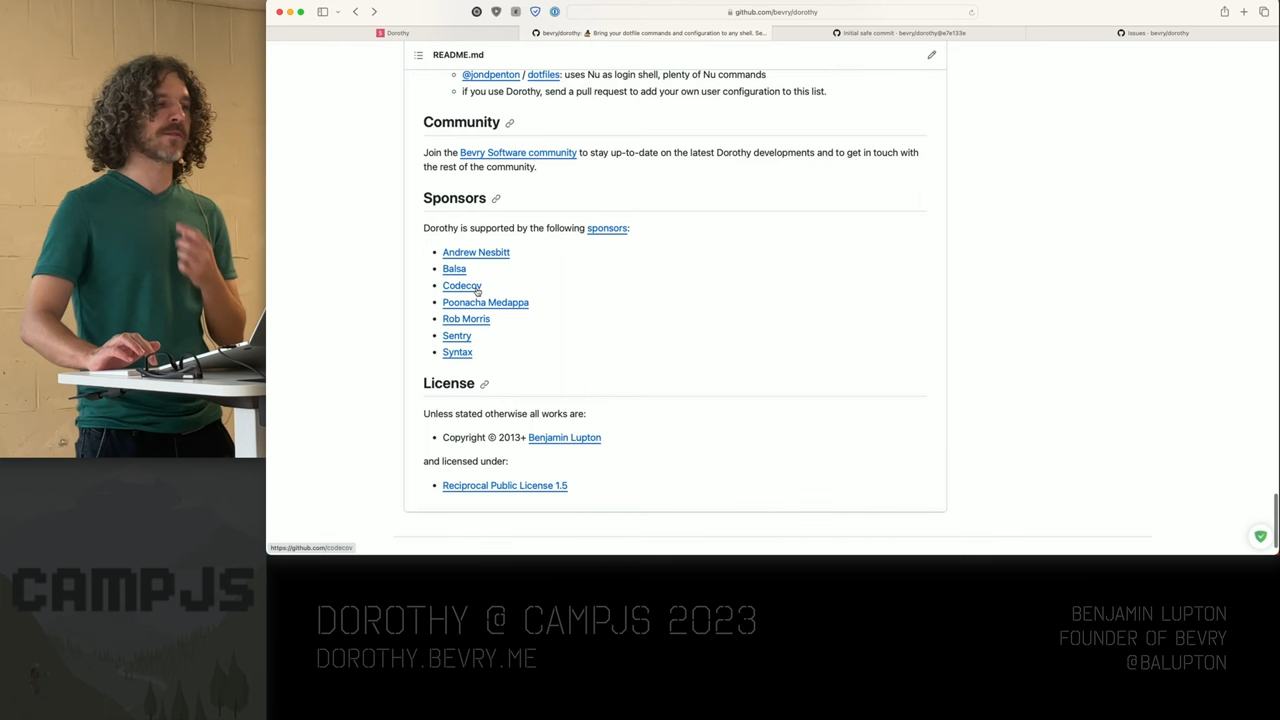 github.com/bevry/dorothy
Dorothy
bevry/dorothy: 🧙 Bring your dotfile commands and configuration to any shell. Se...
Initial safe commit · bevry/dorothy@e7e133e
Issues · bevry/dorothy
README.md
@jondpenton / dotfiles: uses Nu as login shell, plenty of Nu commands
if you use Dorothy, send a pull request to add your own user configuration to this list.
Community
Join the Bevry Software community to stay up-to-date on the latest Dorothy developments and to get in touch with
the rest of the community.
Sponsors
Dorothy is supported by the following sponsors:
Andrew Nesbitt
Balsa
Codecov
Poonacha Medappa
Rob Morris
Sentry
Syntax
License
Unless stated otherwise all works are:
Copyright © 2013+ Benjamin Lupton
and licensed under:
Reciprocal Public License 1.5
https://github.com/codecov
CAMPJS
DOROTHY @ CAMPJS 2023
DOROTHY.BEVRY.ME
BENJAMIN LUPTON
FOUNDER OF BEVRY
@BALUPTON